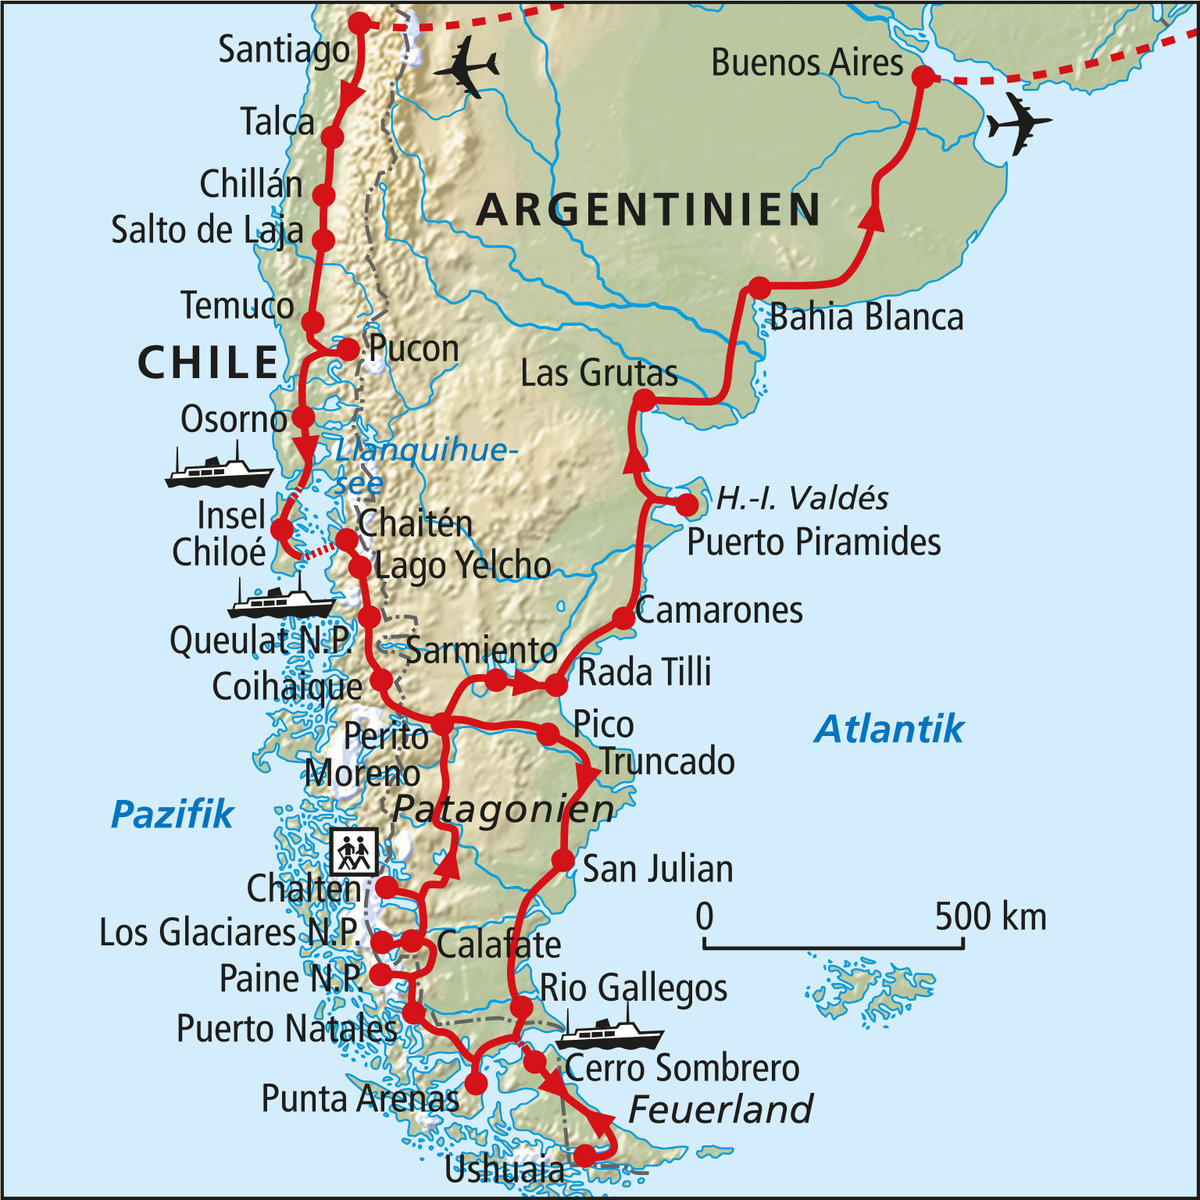 Santiago
Buenos Aires
Talca
Chillán
ARGENTINIEN
Salto de Laja
Temuco
Bahia Blanca
CHILE
Pucon
Las Grutas
Osorno
Llanquihue-
see
H.-I. Valdés
Insel
Chiloé
Chaitén
Puerto Piramides
Lago Yelcho
Camarones
Queulat N.P.
Sarmiento
Rada Tilli
Coihaique
Pico
Truncado
Atlantik
Perito
Moreno
Patagonien
Pazifik
San Julian
Chalten
0
500 km
Los Glaciares N.P.
Calafate
Paine N.P.
Rio Gallegos
Puerto Natales
Cerro Sombrero
Punta Arenas
Feuerland
Ushuaia